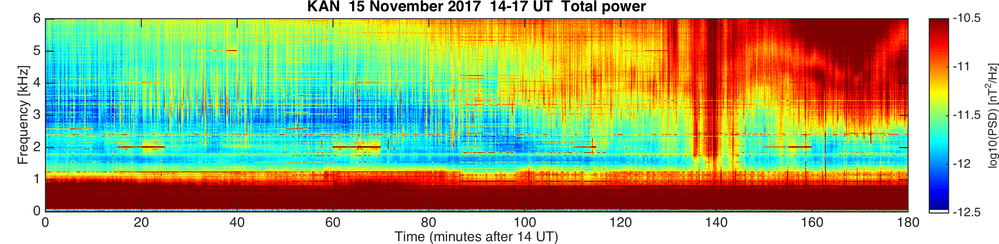 KAN 15 November 2017 14-17 UT Total power
6
5
4
3
2
1
0
Frequency [kHz]
0 20 40 60 80 100 120 140 160 180
Time (minutes after 14 UT)
-10.5
-11
-11.5
-12
-12.5
log10(PSD) [nT²/Hz]